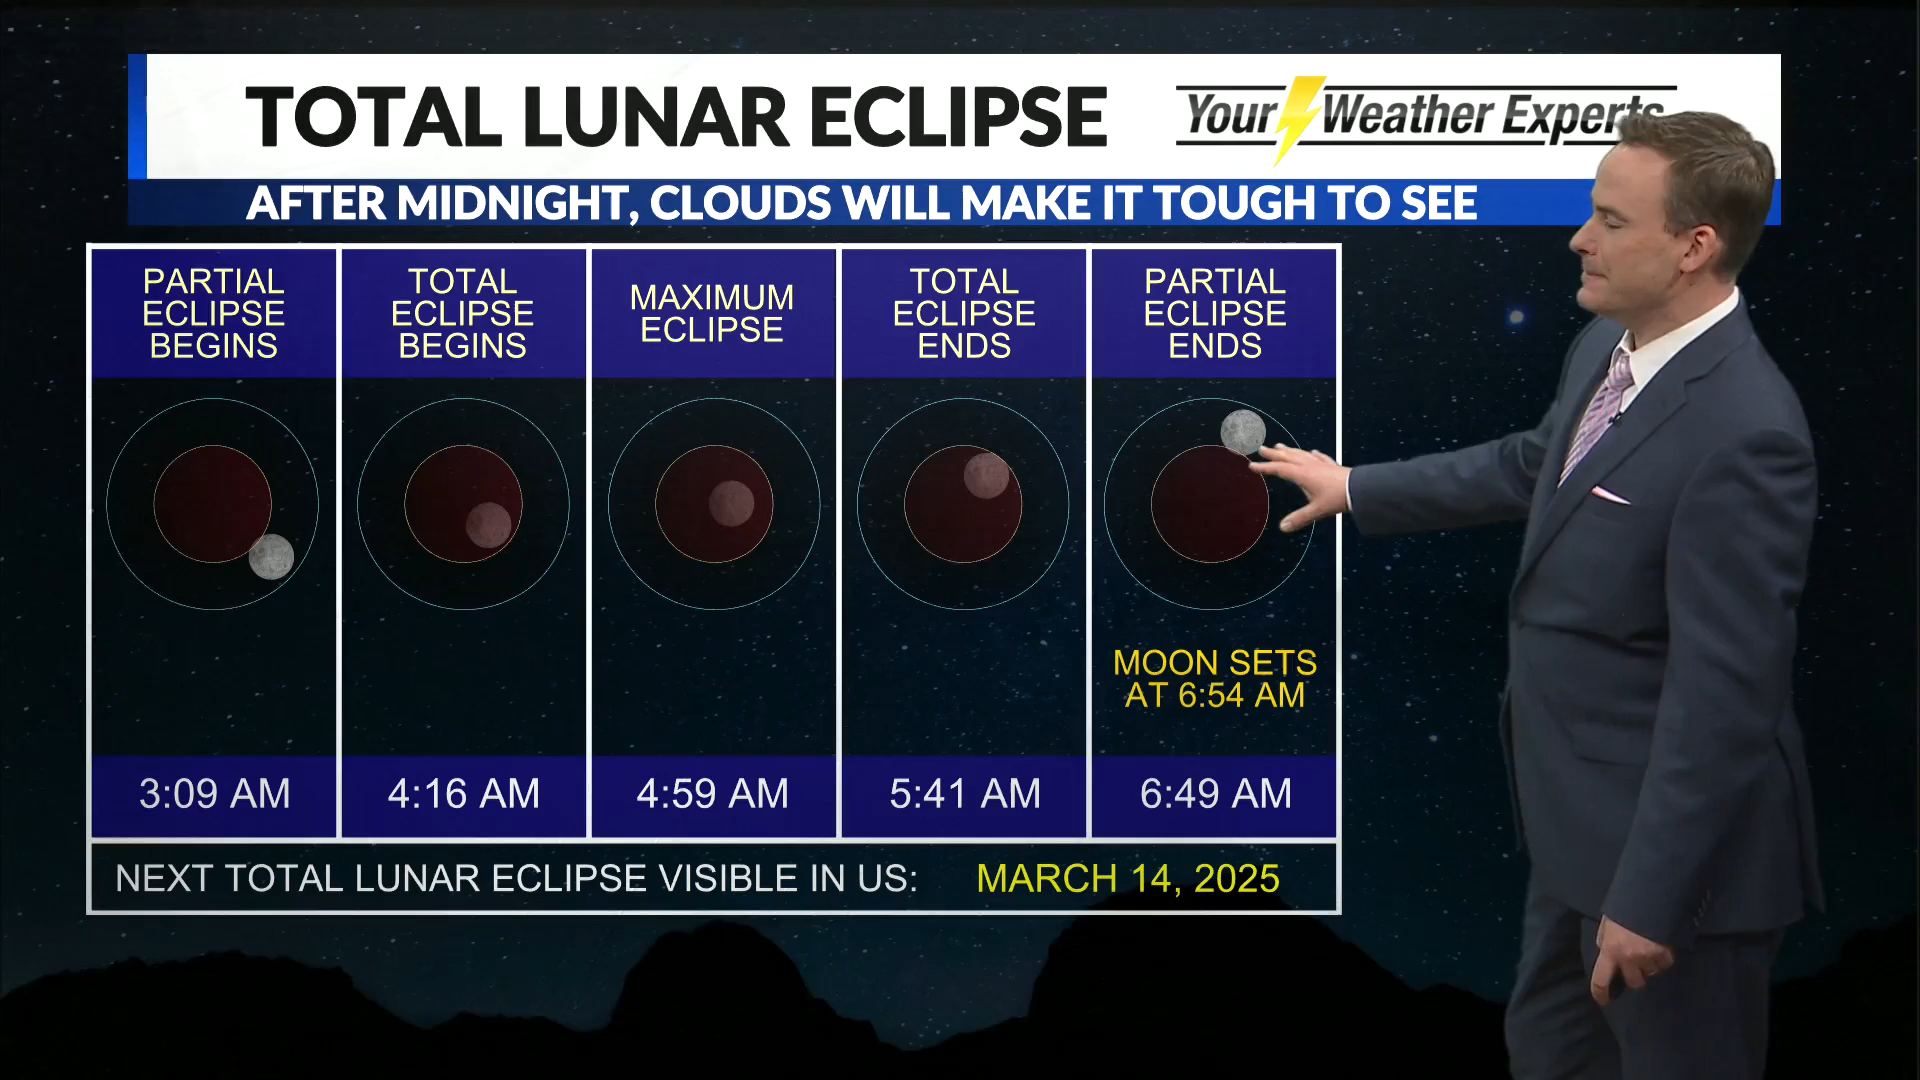 TOTAL LUNAR ECLIPSE
Your Weather Experts
AFTER MIDNIGHT, CLOUDS WILL MAKE IT TOUGH TO SEE
PARTIAL
ECLIPSE
BEGINS
TOTAL
ECLIPSE
BEGINS
MAXIMUM
ECLIPSE
TOTAL
ECLIPSE
ENDS
PARTIAL
ECLIPSE
ENDS
MOON SETS
AT 6:54 AM
3:09 AM
4:16 AM
4:59 AM
5:41 AM
6:49 AM
NEXT TOTAL LUNAR ECLIPSE VISIBLE IN US: MARCH 14, 2025